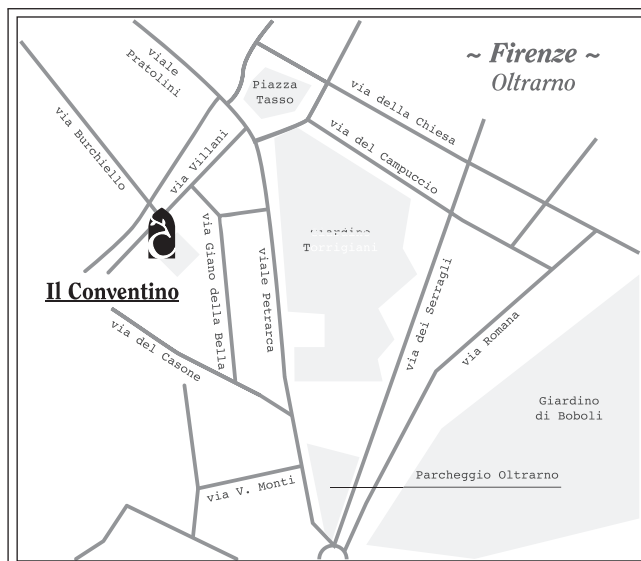 ~ Firenze ~
Oltrarno
viale
Pratolini
Piazza
Tasso
via della Chiesa
via del Campuccio
via Burchiello
via Villani
via Giano della Bella
viale Petrarca
Torrigiani
via dei Serragli
via Romana
Il Conventino
via del Casone
Giardino
di Boboli
Parcheggio Oltrarno
via V. Monti